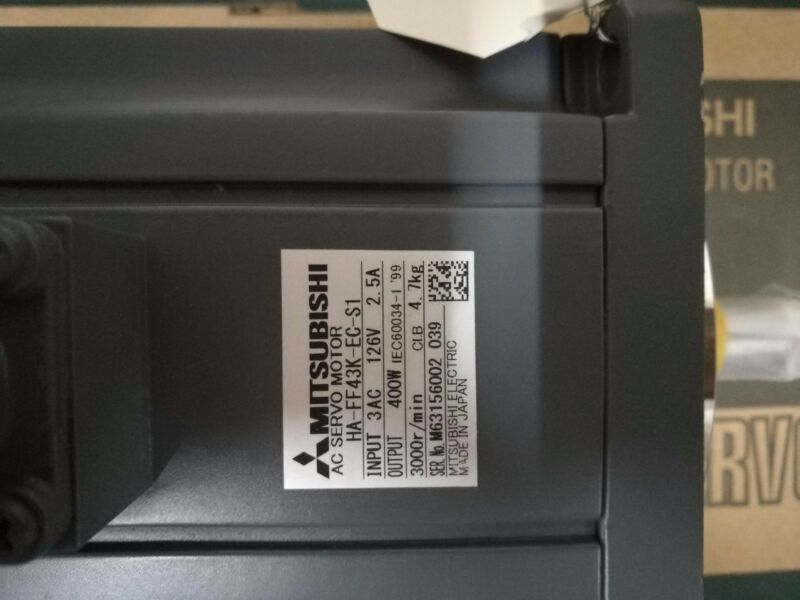 MITSUBISHI
AC SERVO MOTOR
HA-FF43K-EC-S1
INPUT 3AC 126V 2.5A
OUTPUT 400W IEC60034-1 '99
3000r/min CLB 4.7kg
SER.No.M63156002 039
MITSUBISHI ELECTRIC
MADE IN JAPAN
SHI
OTOR
RVO